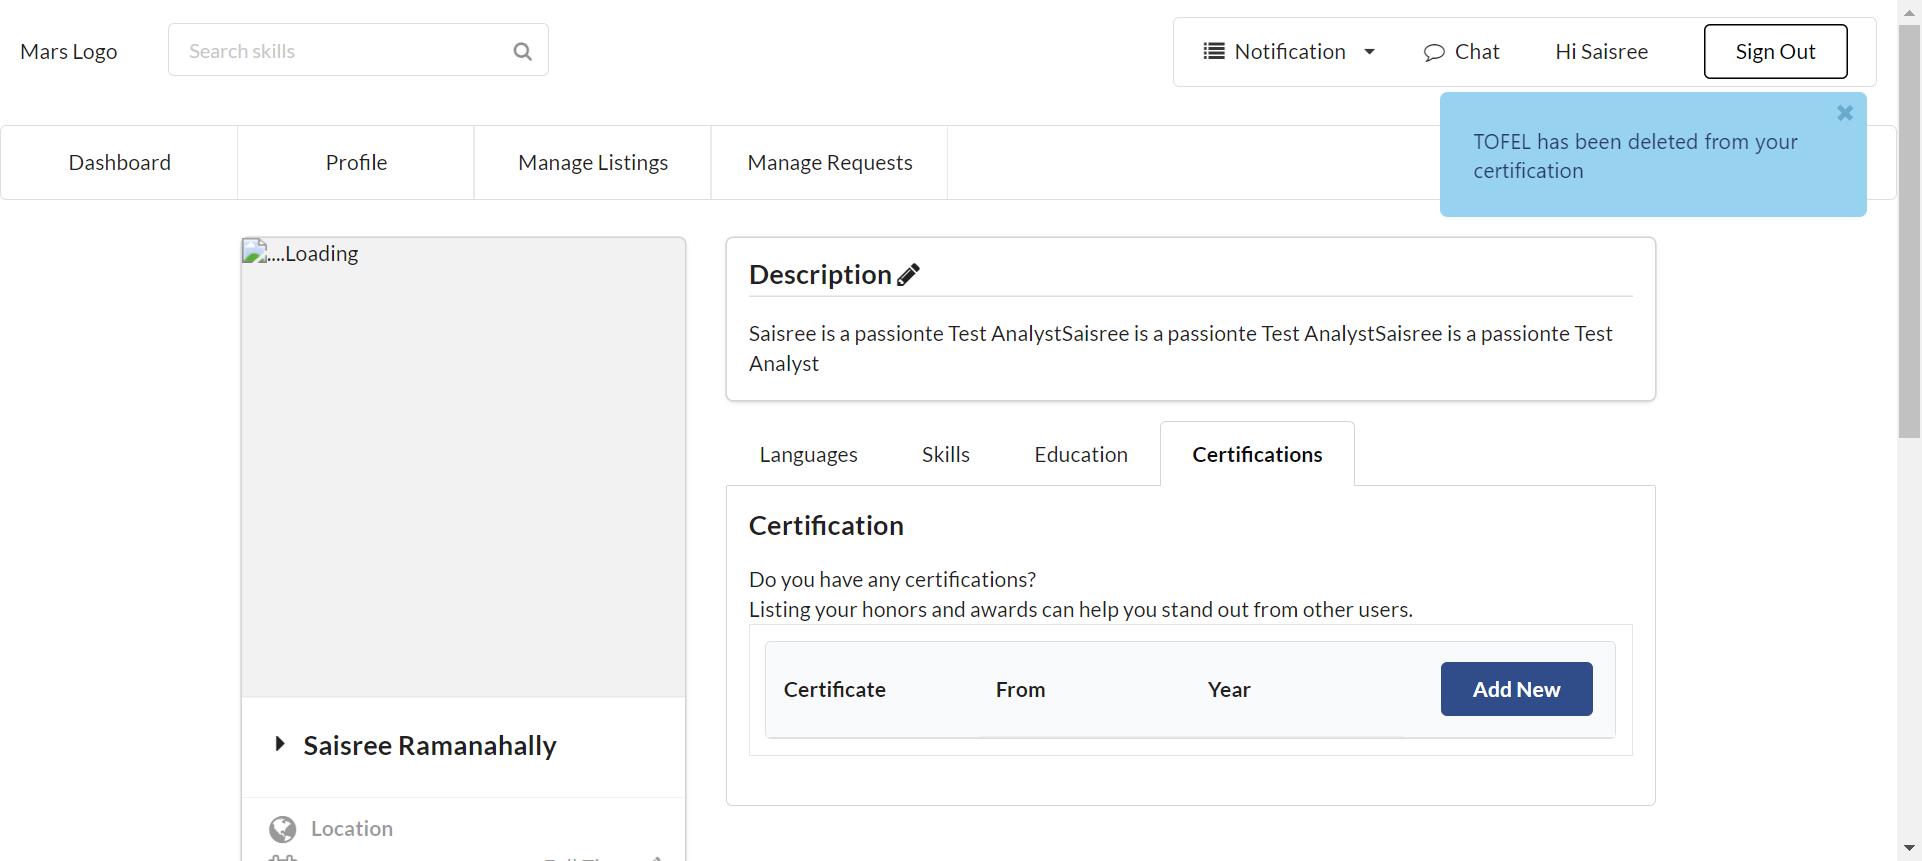 Mars Logo
Search skills
Notification
Chat
Hi Saisree
Sign Out
TOFEL has been deleted from your
certification
Dashboard
Profile
Manage Listings
Manage Requests
....Loading
Description
Saisree is a passionte Test AnalystSaisree is a passionte Test AnalystSaisree is a passionte Test
Analyst
Languages
Skills
Education
Certifications
Certification
Do you have any certifications?
Listing your honors and awards can help you stand out from other users.
Certificate
From
Year
Add New
Saisree Ramanahally
Location